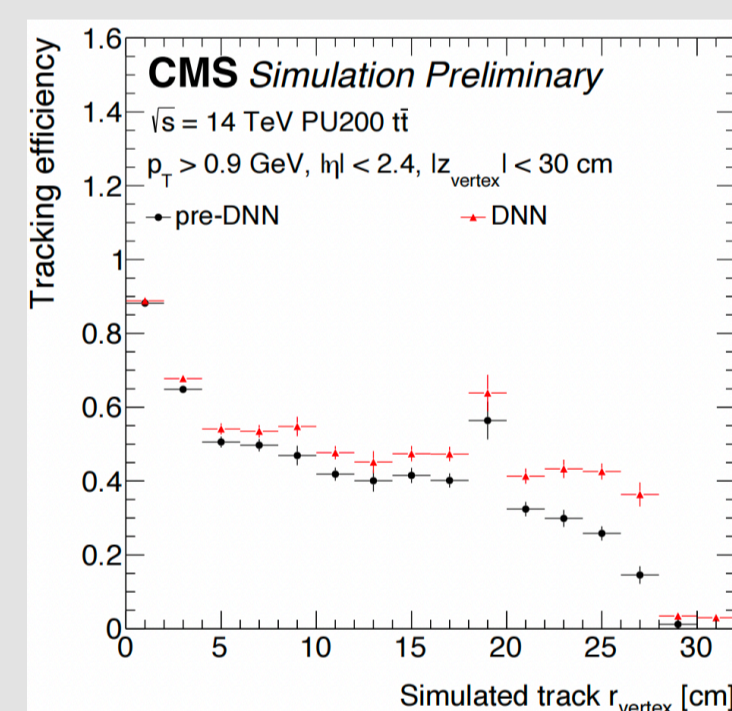 CMS Simulation Preliminary
√s = 14 TeV PU200 tt̄
p_T > 0.9 GeV, |η| < 2.4, |z_vertex| < 30 cm
pre-DNN DNN
Tracking efficiency
1.6
1.4
1.2
1
0.8
0.6
0.4
0.2
0
0 5 10 15 20 25 30
Simulated track r_vertex [cm]